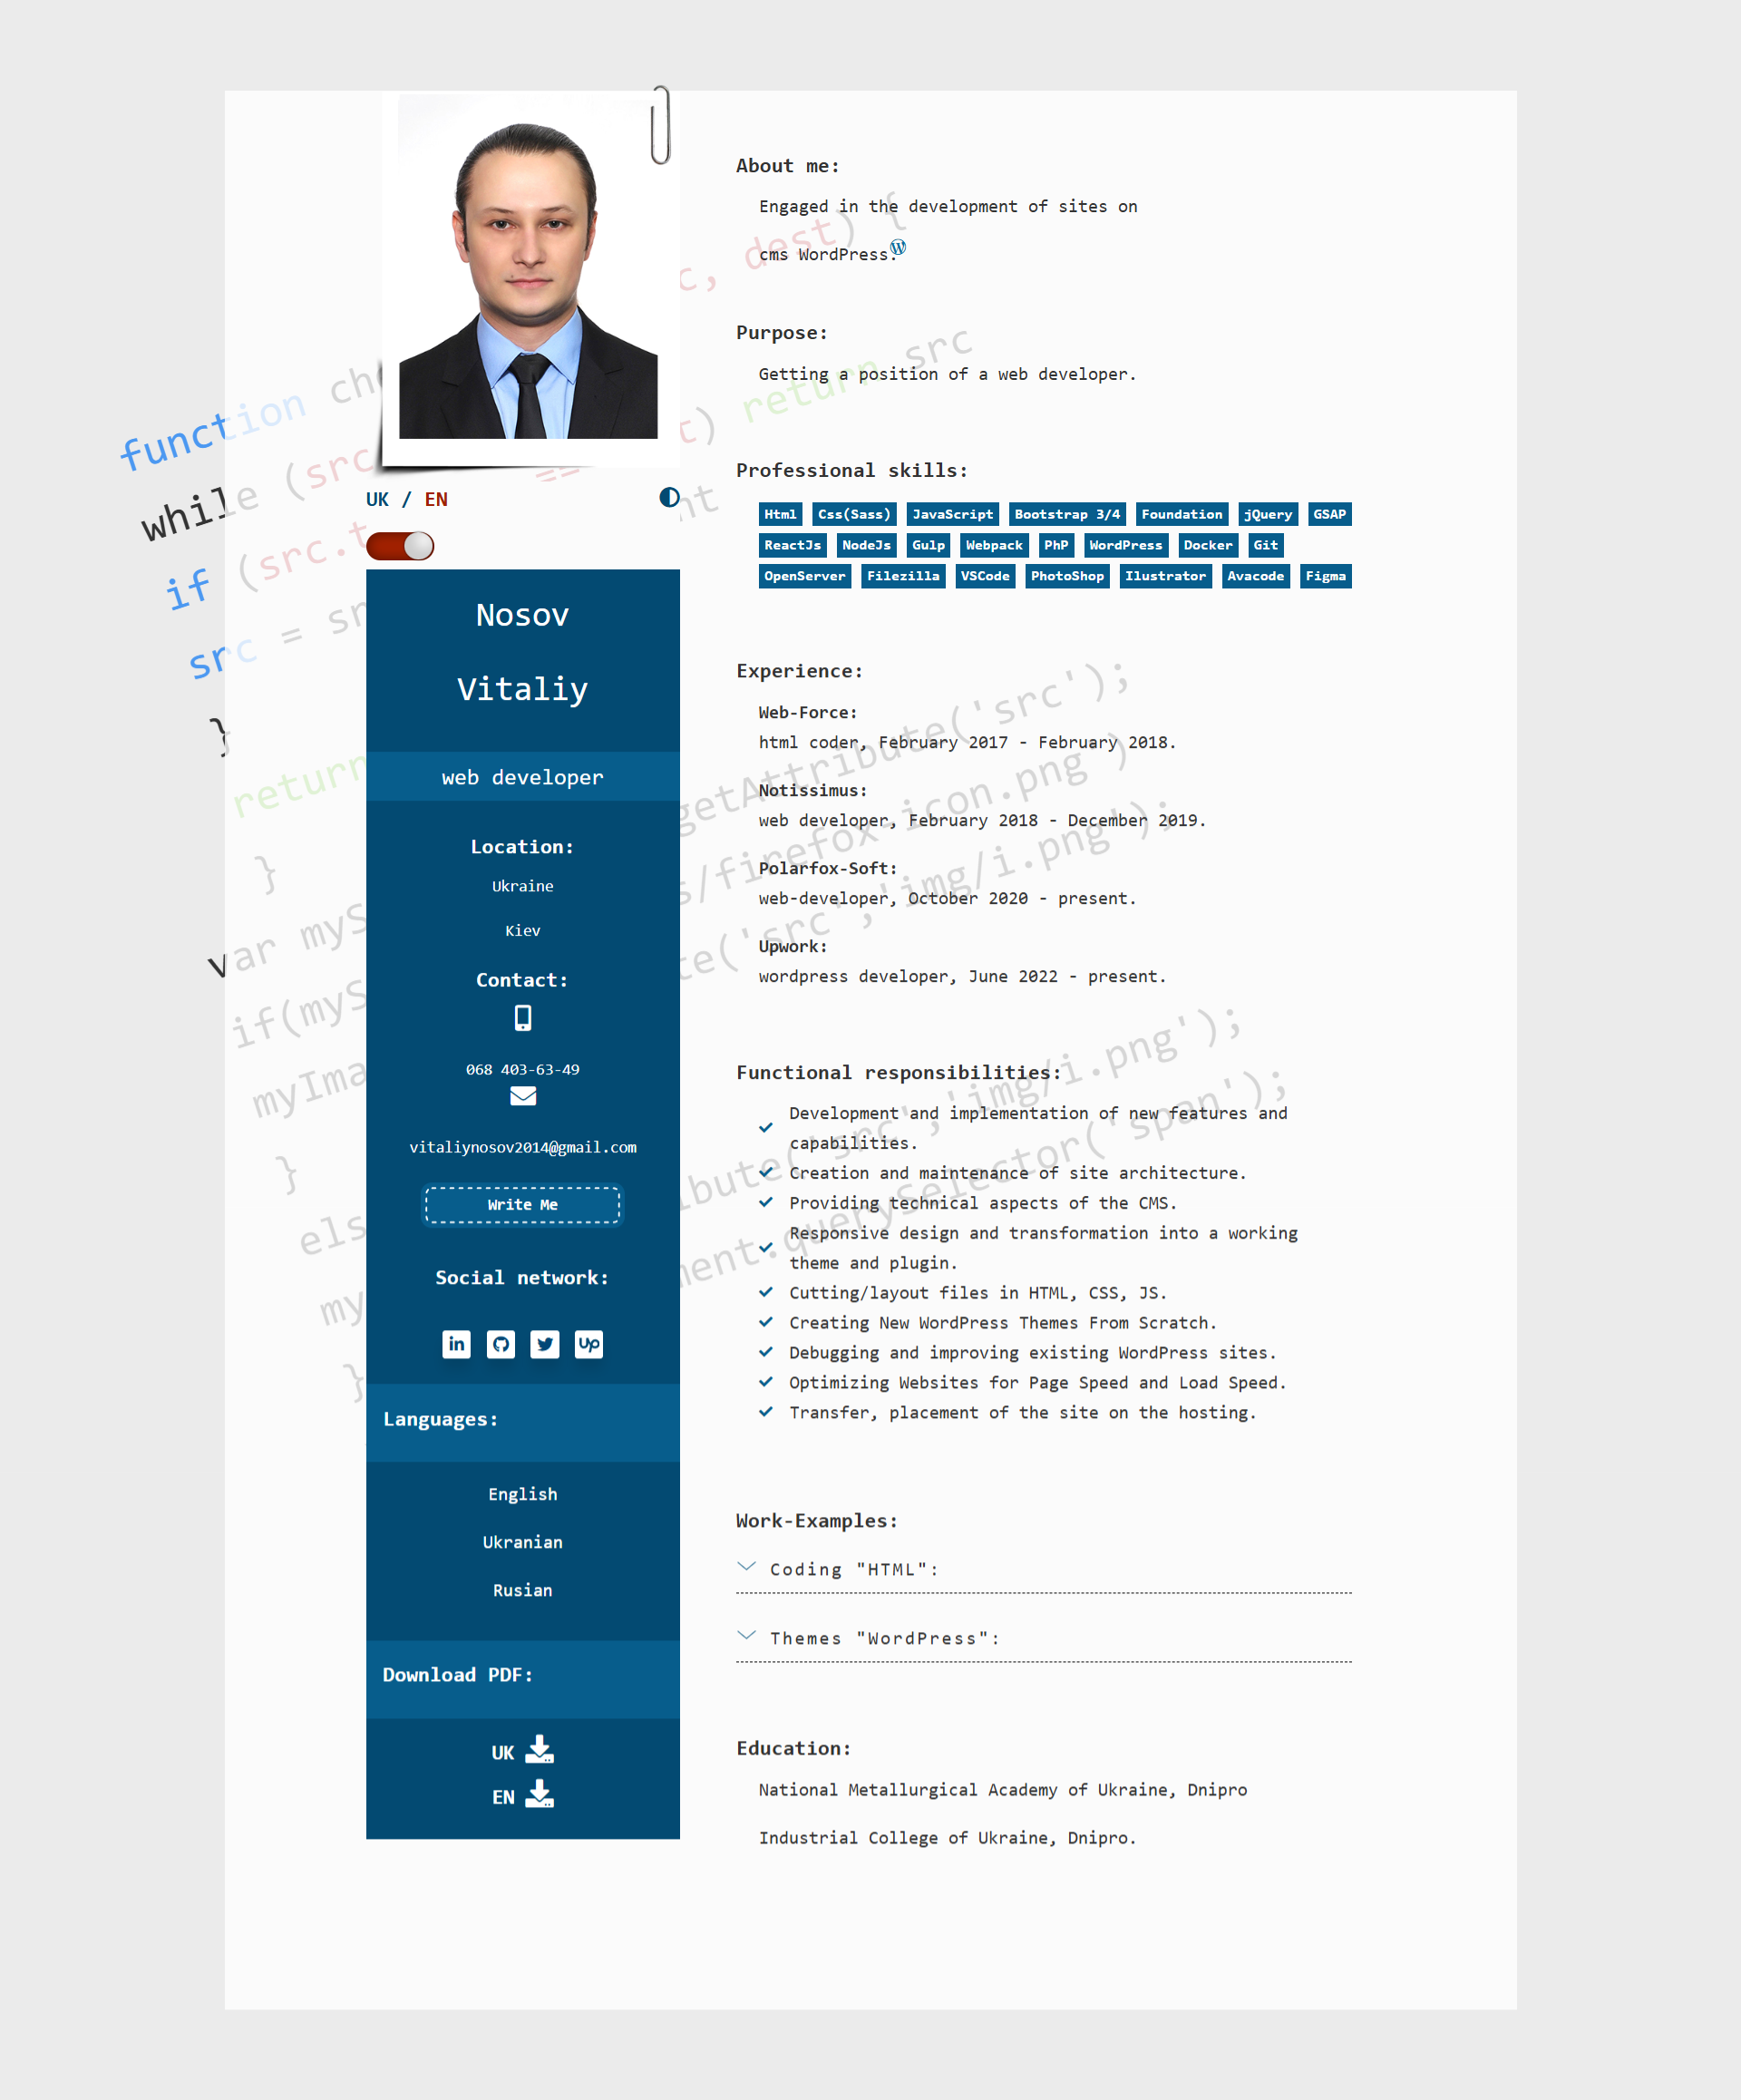 UK / EN
Nosov
Vitaliy
web developer
Location:
Ukraine
Kiev
Contact:
068 403-63-49
vitaliynosov2014@gmail.com
Write Me
Social network:
in
Up
Languages:
English
Ukranian
Rusian
Download PDF:
UK
EN
About me:
Engaged in the development of sites on
cms WordPress.
Purpose:
Getting a position of a web developer.
Professional skills:
Html Css(Sass) JavaScript Bootstrap 3/4 Foundation jQuery GSAP
ReactJs NodeJs Gulp Webpack PhP WordPress Docker Git
OpenServer Filezilla VSCode PhotoShop Ilustrator Avacode Figma
Experience:
Web-Force:
html coder, February 2017 - February 2018.
Notissimus:
web developer, February 2018 - December 2019.
Polarfox-Soft:
web-developer, October 2020 - present.
Upwork:
wordpress developer, June 2022 - present.
Functional responsibilities:
Development and implementation of new features and
capabilities.
Creation and maintenance of site architecture.
Providing technical aspects of the CMS.
Responsive design and transformation into a working
theme and plugin.
Cutting/layout files in HTML, CSS, JS.
Creating New WordPress Themes From Scratch.
Debugging and improving existing WordPress sites.
Optimizing Websites for Page Speed and Load Speed.
Transfer, placement of the site on the hosting.
Work-Examples:
Coding "HTML":
Themes "WordPress":
Education:
National Metallurgical Academy of Ukraine, Dnipro
Industrial College of Ukraine, Dnipro.
function dest) {
while (src ) return src
if (src.t
src =
}
return getAttribute('src');
} /firefox-icon.png')
var 'src','img/i.png');
if(myS
myIma 'src','img/i.png');
} .querySelector('span');
}